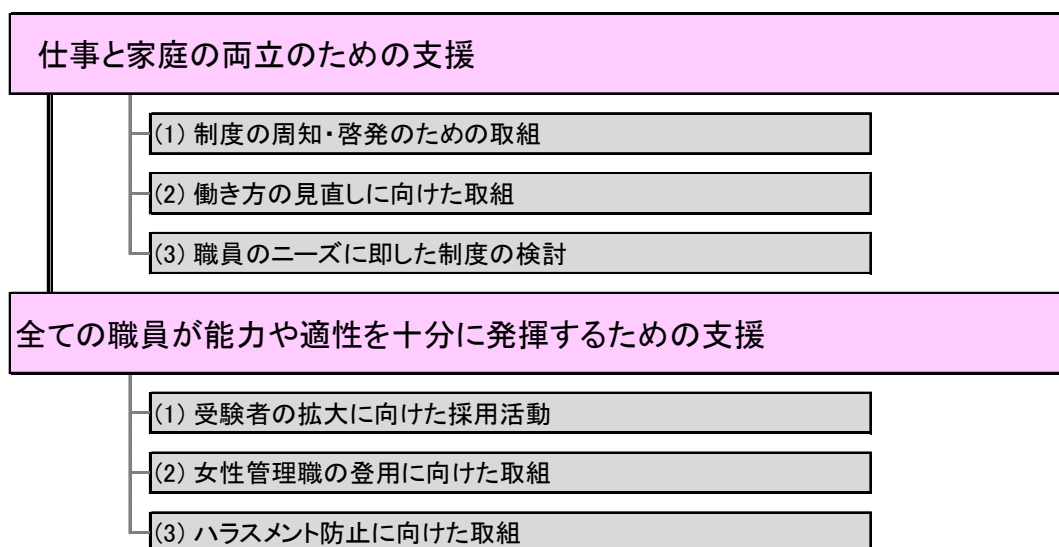 仕事と家庭の両立のための支援
(1) 制度の周知・啓発のための取組
(2) 働き方の見直しに向けた取組
(3) 職員のニーズに即した制度の検討
全ての職員が能力や適性を十分に発揮するための支援
(1) 受験者の拡大に向けた採用活動
(2) 女性管理職の登用に向けた取組
(3) ハラスメント防止に向けた取組